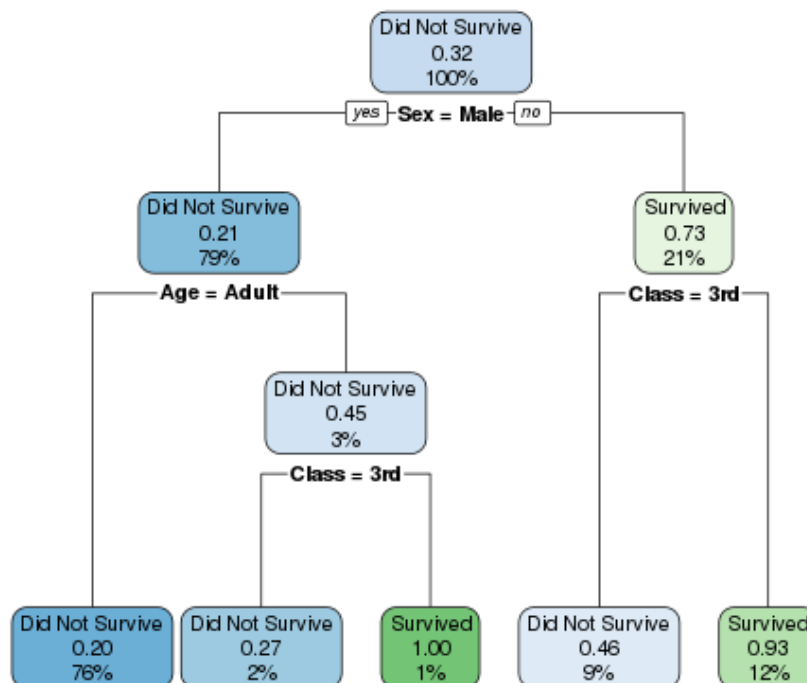 Did Not Survive
0.32
100%
yes Sex = Male no
Did Not Survive
0.21
79%
Survived
0.73
21%
Age = Adult
Class = 3rd
Did Not Survive
0.45
3%
Class = 3rd
Did Not Survive
0.20
76%
Did Not Survive
0.27
2%
Survived
1.00
1%
Did Not Survive
0.46
9%
Survived
0.93
12%